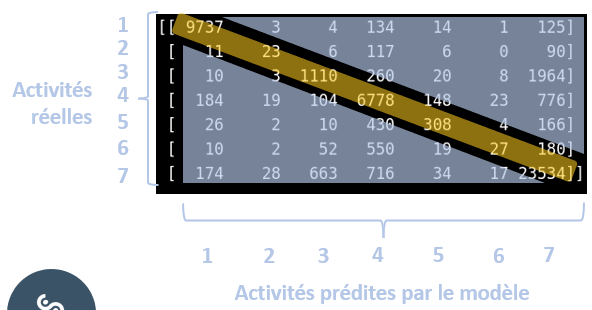 1 [[ 9737 3 4 134 14 1 125]
2 [ 11 23 6 117 6 0 90]
3 [ 10 3 1110 260 20 8 1964]
Activités réelles
4 [ 184 19 104 6778 148 23 776]
5 [ 26 2 10 430 308 4 166]
6 [ 10 2 52 550 19 27 180]
7 [ 174 28 663 716 34 17 23534]]
1 2 3 4 5 6 7
Activités prédites par le modèle